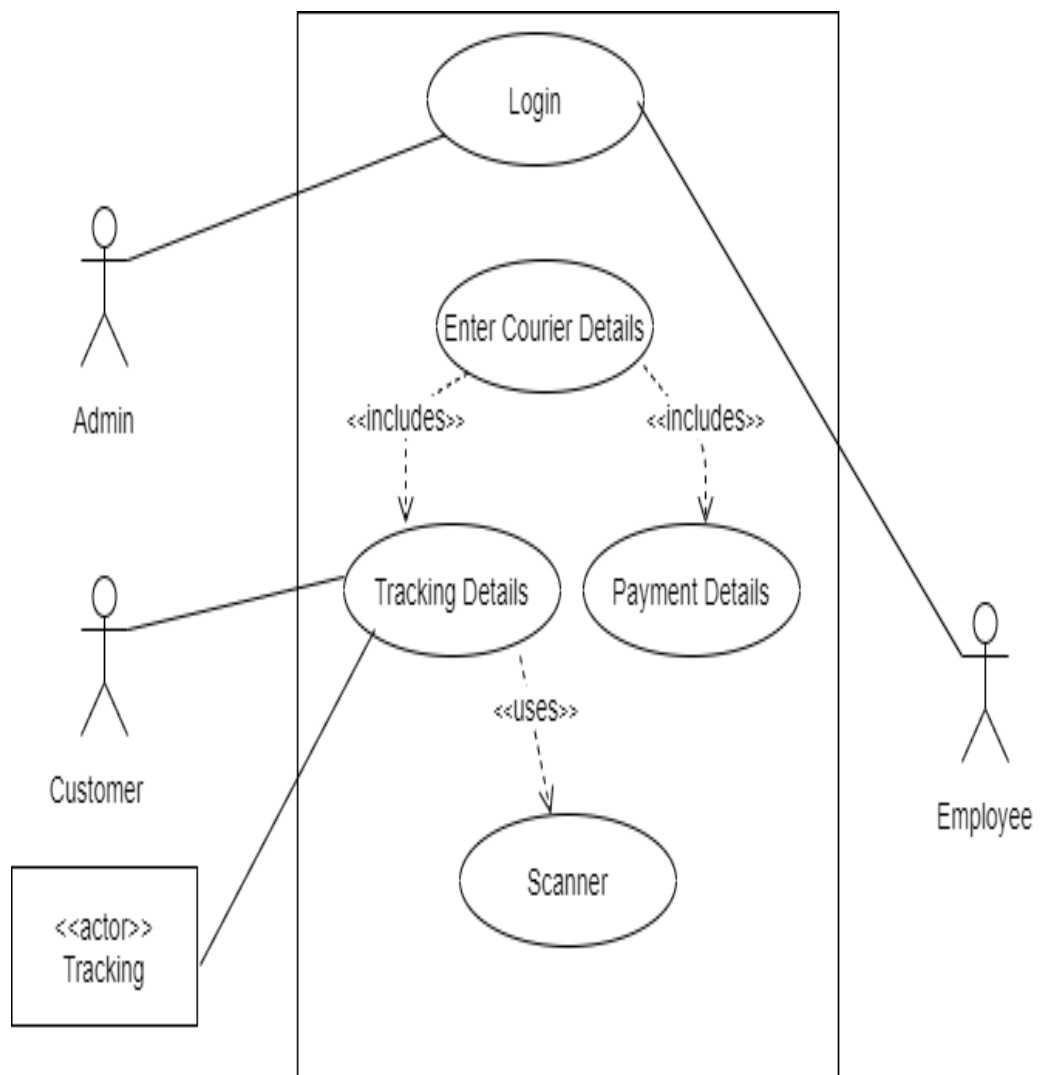 Login
Enter Courier Details
Admin
<<includes>>
<<includes>>
Tracking Details
Payment Details
<<uses>>
Customer
Employee
Scanner
<<actor>>
Tracking